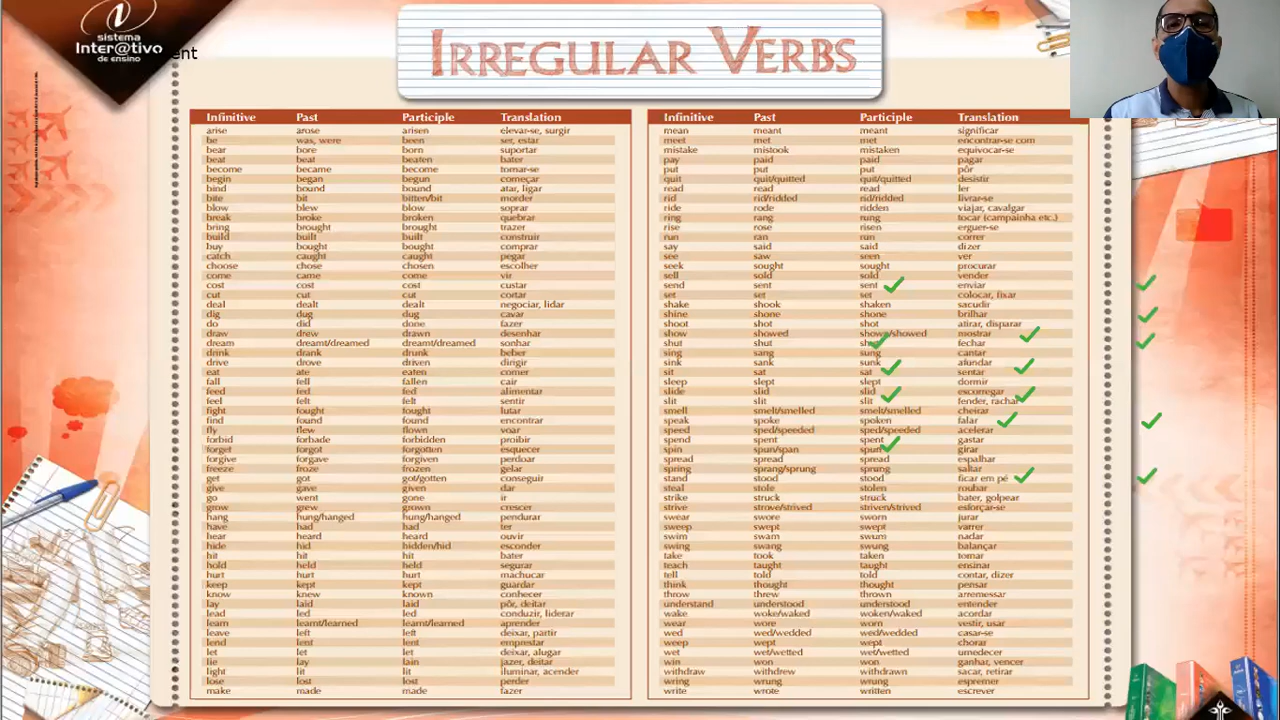 sistema
Inter@tivo
de ensino
ent
IRREGULAR VERBS
Infinitive Past Participle Translation
arise arose arisen elevar-se, surgir
be was, were been ser, estar
bear bore born suportar
beat beat beaten bater
become became become tornar-se
begin began begun começar
bind bound bound atar, ligar
bite bit bitten/bit morder
blow blew blown soprar
break broke broken quebrar
bring brought brought trazer
build built built construir
buy bought bought comprar
catch caught caught pegar
choose chose chosen escolher
come came come vir
cost cost cost custar
cut cut cut cortar
deal dealt dealt negociar, lidar
dig dug dug cavar
do did done fazer
draw drew drawn desenhar
dream dreamt/dreamed dreamt/dreamed sonhar
drink drank drunk beber
drive drove driven dirigir
eat ate eaten comer
fall fell fallen cair
feed fed fed alimentar
feel felt felt sentir
fight fought fought lutar
find found found encontrar
fly flew flown voar
forbid forbade forbidden proibir
forget forgot forgotten esquecer
forgive forgave forgiven perdoar
freeze froze frozen gelar
get got got/gotten conseguir
give gave given dar
go went gone ir
grow grew grown crescer
hang hung/hanged hung/hanged pendurar
have had had ter
hear heard heard ouvir
hide hid hidden/hid esconder
hit hit hit bater
hold held held segurar
hurt hurt hurt machucar
keep kept kept guardar
know knew known conhecer
lay laid laid pôr, deitar
lead led led conduzir, liderar
learn learnt/learned learnt/learned aprender
leave left left deixar, partir
lend lent lent emprestar
let let let deixar, alugar
lie lay lain jazer, deitar
light lit lit iluminar, acender
lose lost lost perder
make made made fazer
Infinitive Past Participle Translation
mean meant meant significar
meet met met encontrar-se com
mistake mistook mistaken equivocar-se
pay paid paid pagar
put put put pôr
quit quit/quitted quit/quitted desistir
read read read ler
rid rid/ridded rid/ridded livrar-se
ride rode ridden viajar, cavalgar
ring rang rung tocar (campainha etc.)
rise rose risen erguer-se
run ran run correr
say said said dizer
see saw seen ver
seek sought sought procurar
sell sold sold vender
send sent sent enviar
set set set colocar, fixar
shake shook shaken sacudir
shine shone shone brilhar
shoot shot shot atirar, disparar
show showed shown/showed mostrar
shut shut shut fechar
sing sang sung cantar
sink sank sunk afundar
sit sat sat sentar
sleep slept slept dormir
slide slid slid escorregar
slit slit slit fender, rachar
smell smelt/smelled smelt/smelled cheirar
speak spoke spoken falar
speed sped/speeded sped/speeded acelerar
spend spent spent gastar
spin spun/span spun girar
spread spread spread espalhar
spring sprang/sprung sprung saltar
stand stood stood ficar em pé
steal stole stolen roubar
strike struck struck bater, golpear
strive strove/strived striven/strived esforçar-se
swear swore sworn jurar
sweep swept swept varrer
swim swam swum nadar
swing swang swung balançar
take took taken tomar
teach taught taught ensinar
tell told told contar, dizer
think thought thought pensar
throw threw thrown arremessar
understand understood understood entender
wake woke/waked woken/waked acordar
wear wore worn vestir, usar
wed wed/wedded wed/wedded casar-se
weep wept wept chorar
wet wet/wetted wet/wetted umedecer
win won won ganhar, vencer
withdraw withdrew withdrawn sacar, retirar
wring wrung wrung espremer
write wrote written escrever